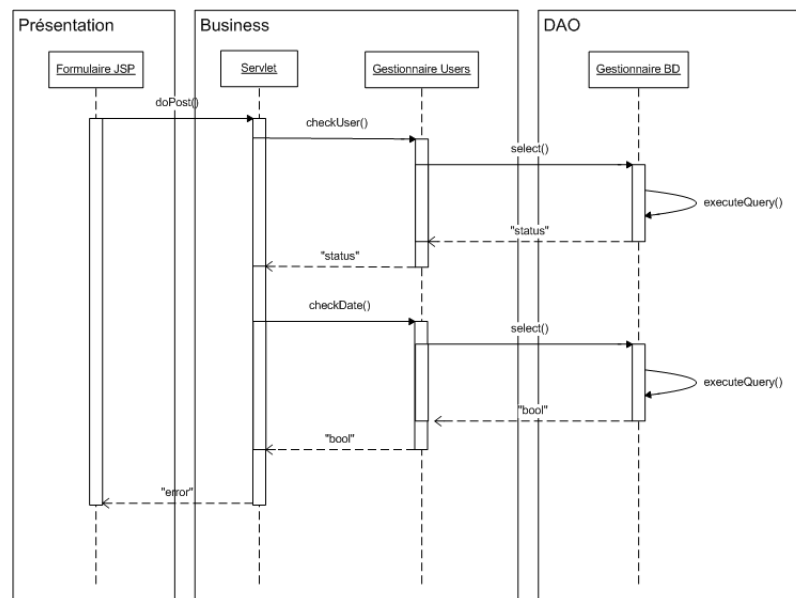 Présentation
Business
DAO
Formulaire JSP
Servlet
Gestionnaire Users
Gestionnaire BD
doPost()
checkUser()
select()
executeQuery()
"status"
"status"
checkDate()
select()
executeQuery()
"bool"
"bool"
"error"